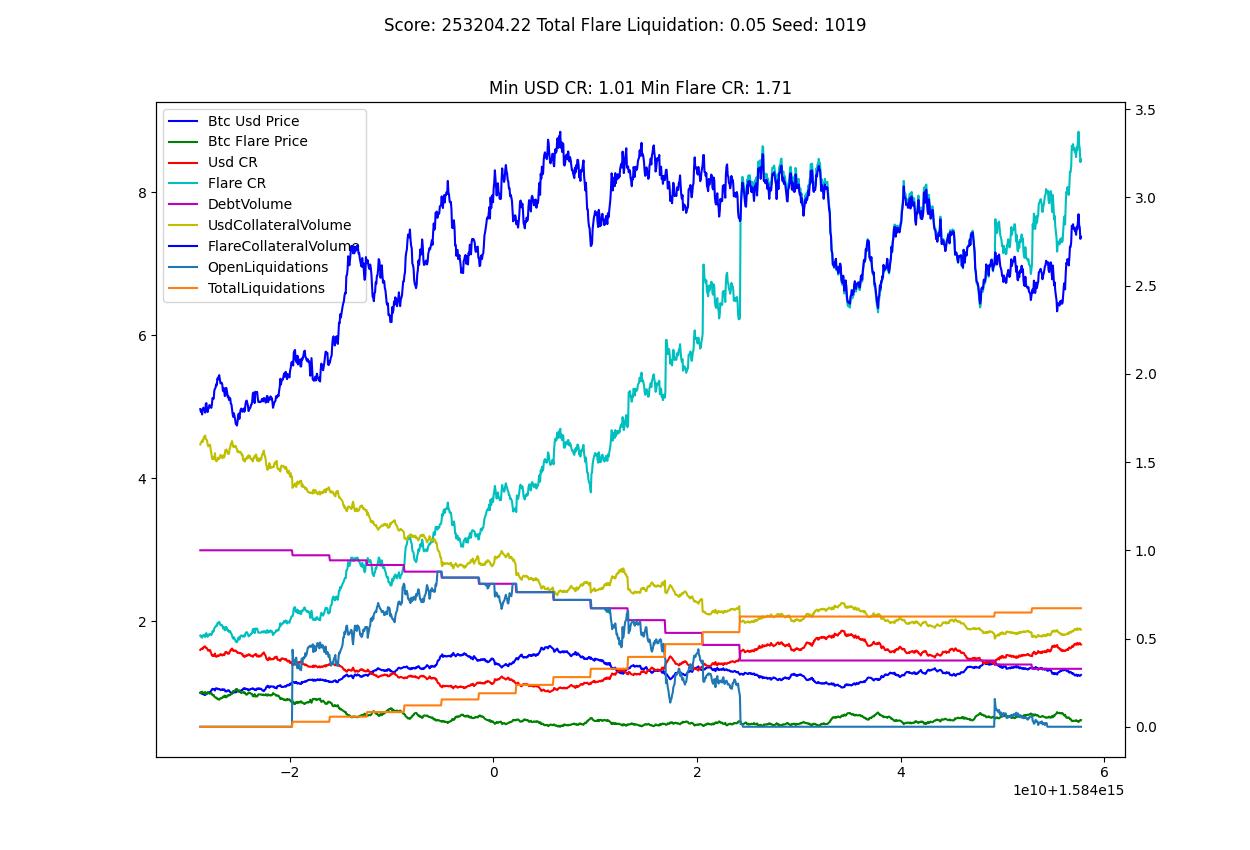 Score: 253204.22 Total Flare Liquidation: 0.05 Seed: 1019
Min USD CR: 1.01 Min Flare CR: 1.71
Btc Usd Price
Btc Flare Price
Usd CR
Flare CR
DebtVolume
UsdCollateralVolume
FlareCollateralVolume
OpenLiquidations
TotalLiquidations
8
6
4
2
3.5
3.0
2.5
2.0
1.5
1.0
0.5
0.0
−2
0
2
4
6
1e10+1.584e15